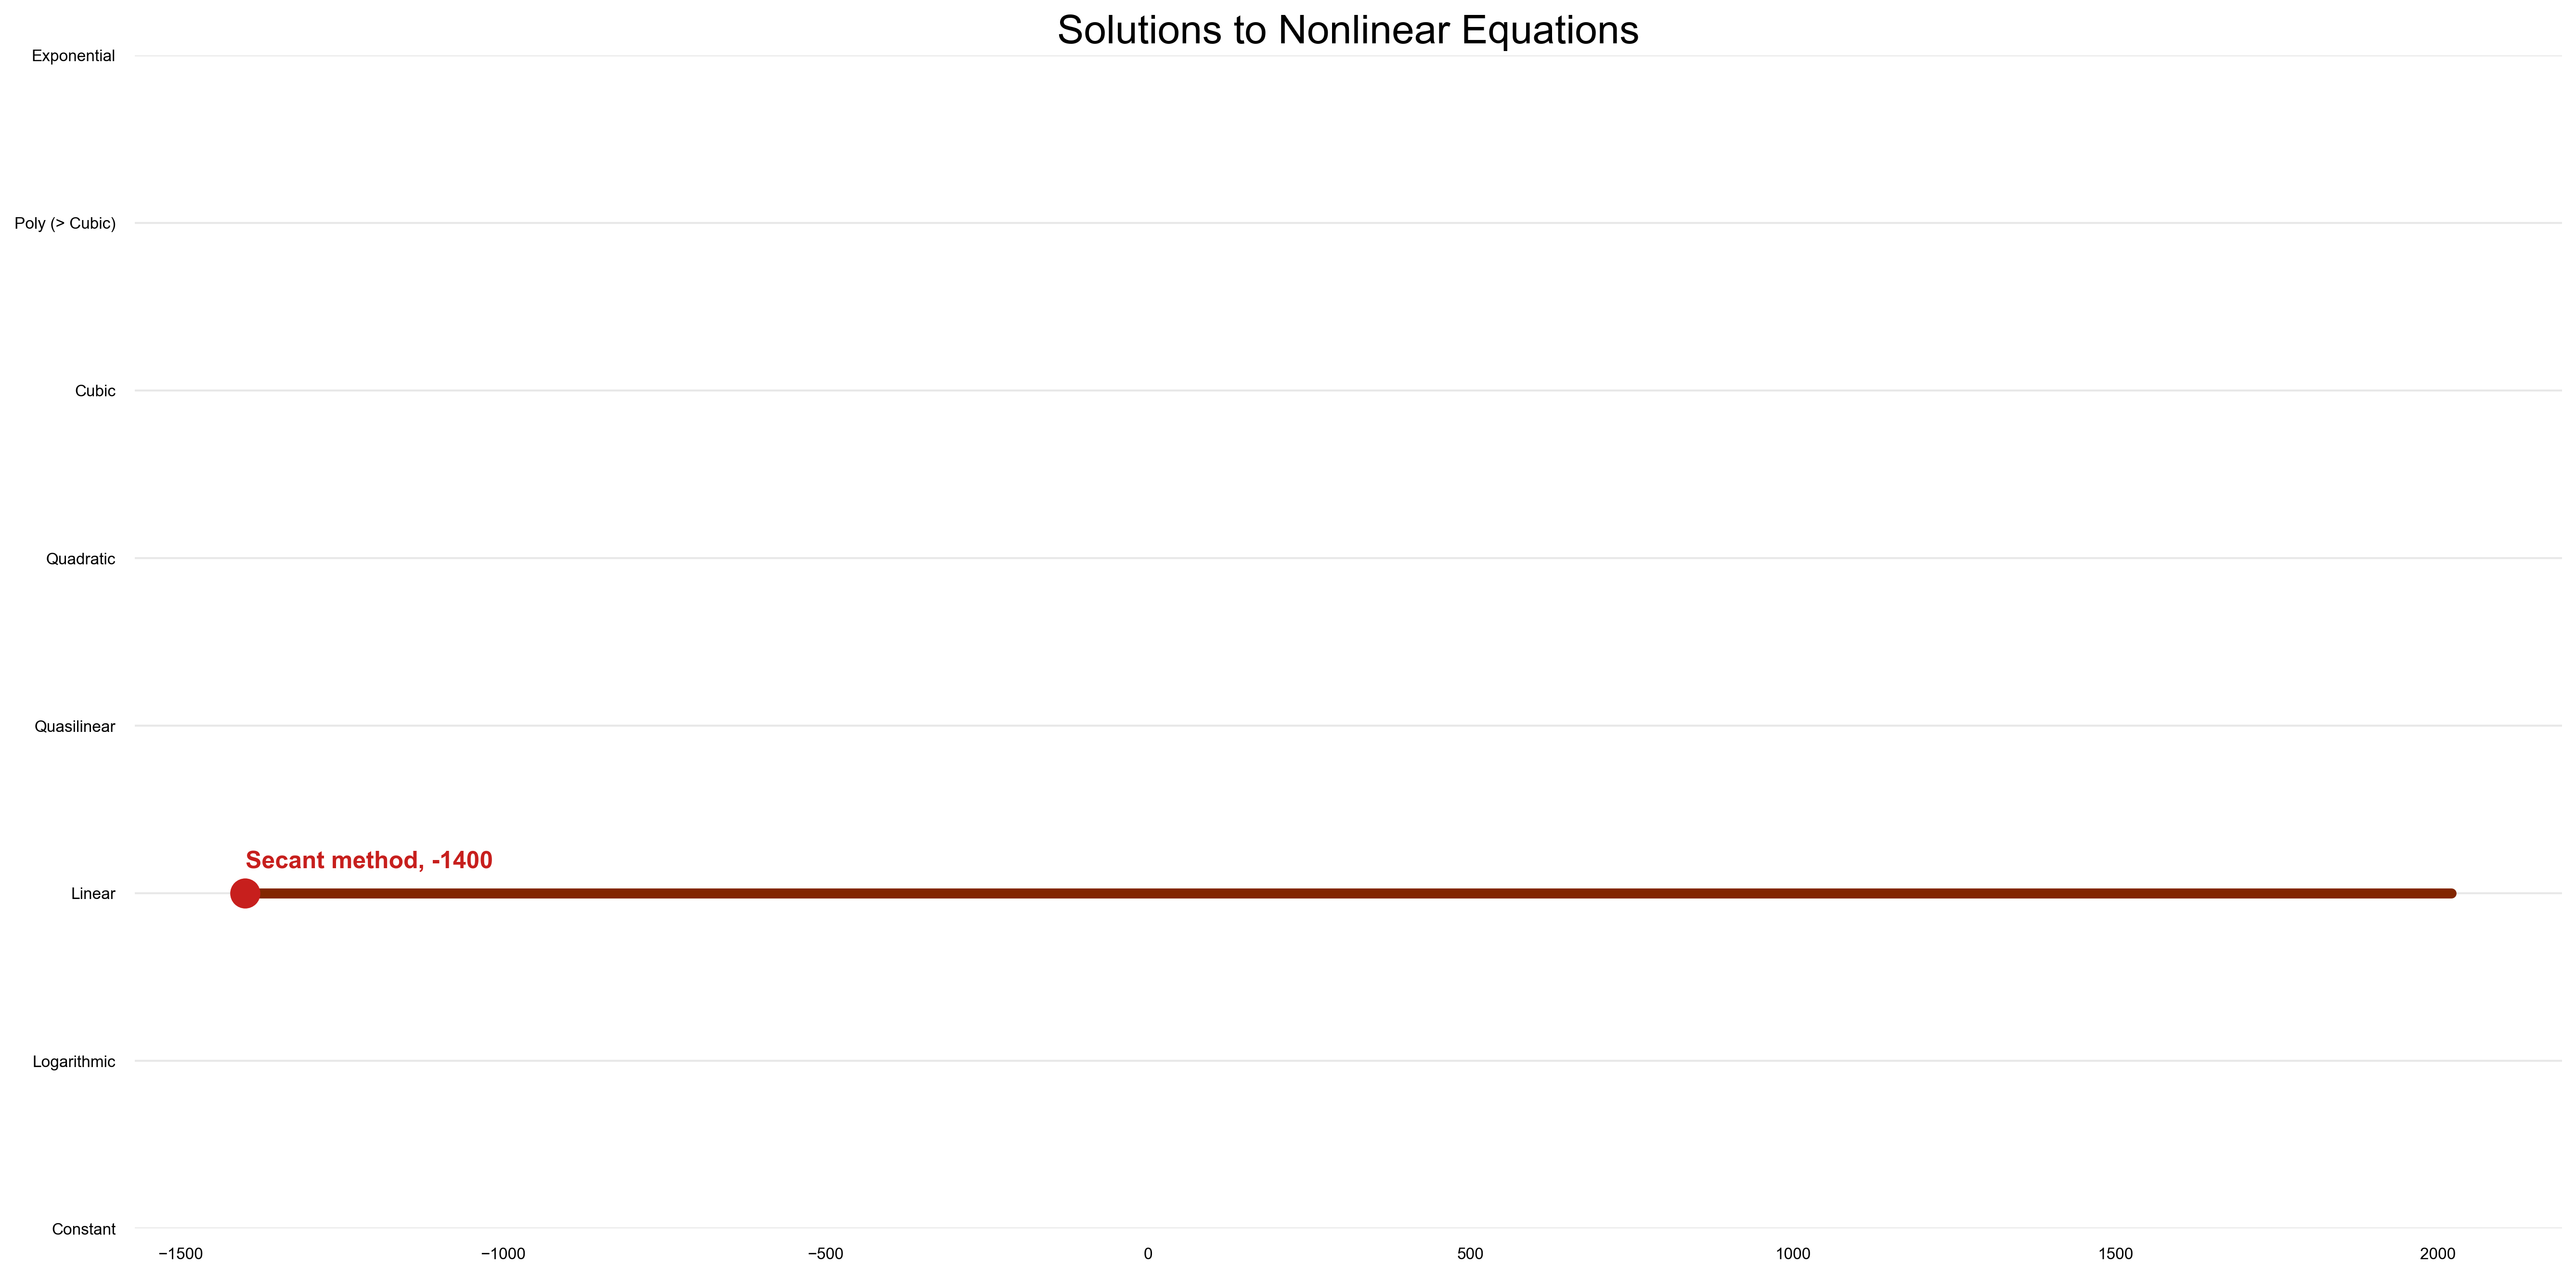 Solutions to Nonlinear Equations
Exponential
Poly (> Cubic)
Cubic
Quadratic
Quasilinear
Secant method, -1400
Linear
Logarithmic
Constant
−1500 −1000 −500 0 500 1000 1500 2000